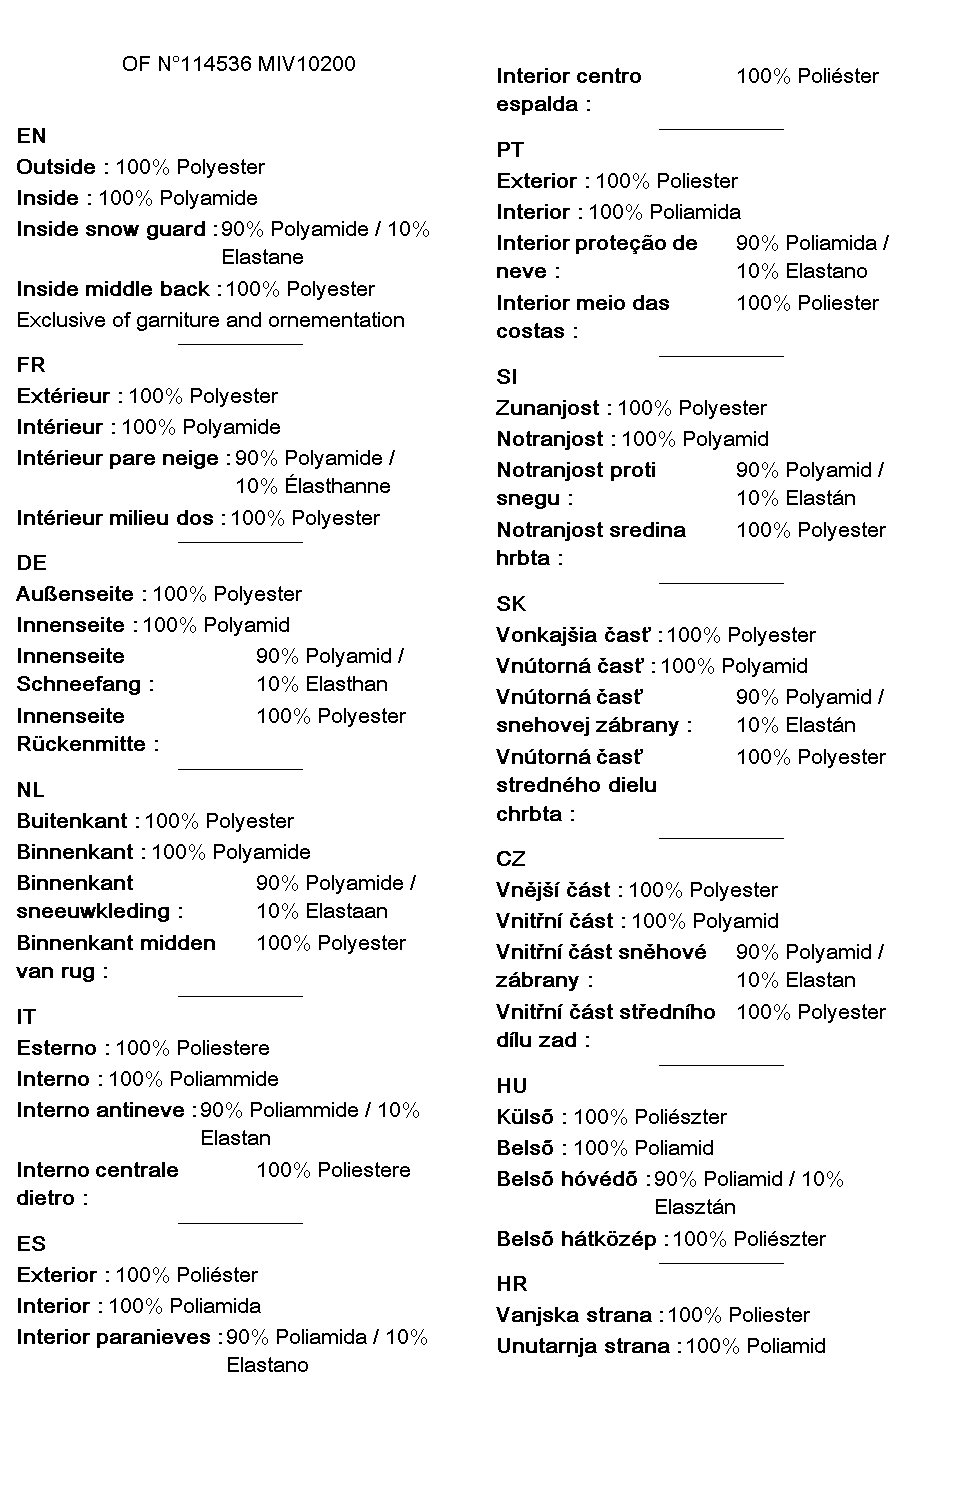 OF N°114536 MIV10200
EN
Outside : 100% Polyester
Inside : 100% Polyamide
Inside snow guard : 90% Polyamide / 10%
Elastane
Inside middle back : 100% Polyester
Exclusive of garniture and ornementation
FR
Extérieur : 100% Polyester
Intérieur : 100% Polyamide
Intérieur pare neige : 90% Polyamide /
10% Élasthanne
Intérieur milieu dos : 100% Polyester
DE
Außenseite : 100% Polyester
Innenseite : 100% Polyamid
Innenseite 90% Polyamid /
Schneefang : 10% Elasthan
Innenseite 100% Polyester
Rückenmitte :
NL
Buitenkant : 100% Polyester
Binnenkant : 100% Polyamide
Binnenkant 90% Polyamide /
sneeuwkleding : 10% Elastaan
Binnenkant midden 100% Polyester
van rug :
IT
Esterno : 100% Poliestere
Interno : 100% Poliammide
Interno antineve : 90% Poliammide / 10%
Elastan
Interno centrale 100% Poliestere
dietro :
ES
Exterior : 100% Poliéster
Interior : 100% Poliamida
Interior paranieves : 90% Poliamida / 10%
Elastano
Interior centro 100% Poliéster
espalda :
PT
Exterior : 100% Poliester
Interior : 100% Poliamida
Interior proteção de 90% Poliamida /
neve : 10% Elastano
Interior meio das 100% Poliester
costas :
SI
Zunanjost : 100% Polyester
Notranjost : 100% Polyamid
Notranjost proti 90% Polyamid /
snegu : 10% Elastán
Notranjost sredina 100% Polyester
hrbta :
SK
Vonkajšia časť : 100% Polyester
Vnútorná časť : 100% Polyamid
Vnútorná časť 90% Polyamid /
snehovej zábrany : 10% Elastán
Vnútorná časť 100% Polyester
stredného dielu
chrbta :
CZ
Vnější část : 100% Polyester
Vnitřní část : 100% Polyamid
Vnitřní část sněhové 90% Polyamid /
zábrany : 10% Elastan
Vnitřní část středního 100% Polyester
dílu zad :
HU
Külsõ : 100% Poliészter
Belsõ : 100% Poliamid
Belsõ hóvédõ : 90% Poliamid / 10%
Elasztán
Belsõ hátközép : 100% Poliészter
HR
Vanjska strana : 100% Poliester
Unutarnja strana : 100% Poliamid